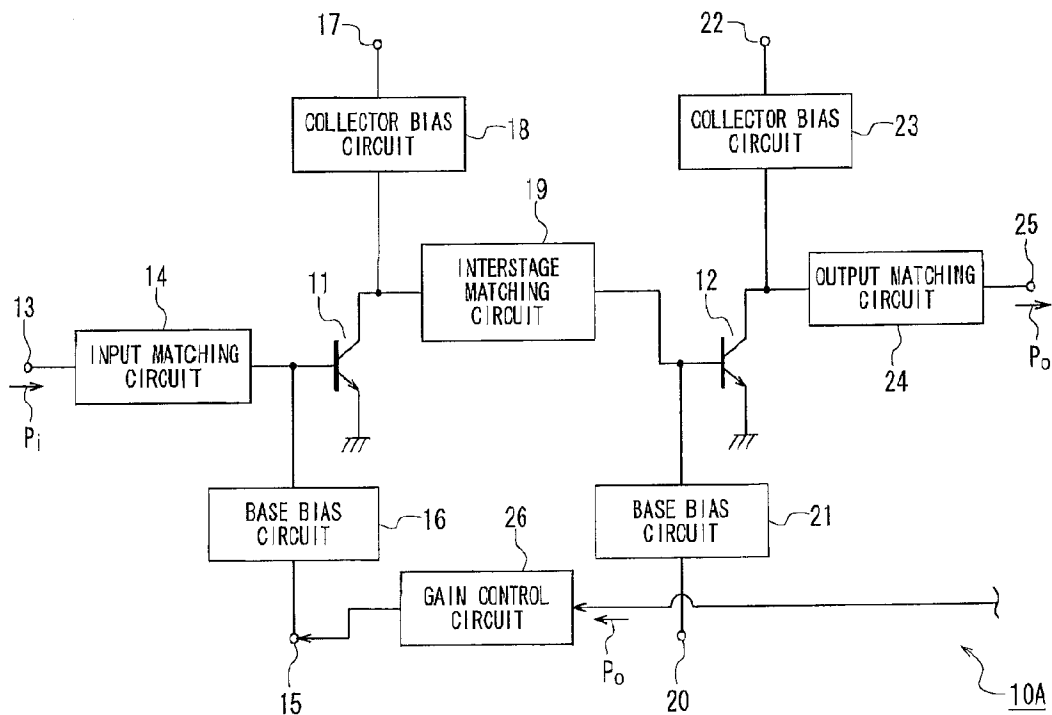 17
22
COLLECTOR BIAS
CIRCUIT
18
COLLECTOR BIAS
CIRCUIT
23
19
25
14
11
INTERSTAGE
MATCHING
CIRCUIT
12
OUTPUT MATCHING
CIRCUIT
13
INPUT MATCHING
CIRCUIT
24
Po
Pi
BASE BIAS
CIRCUIT
16
26
BASE BIAS
CIRCUIT
21
GAIN CONTROL
CIRCUIT
Po
15
20
10A